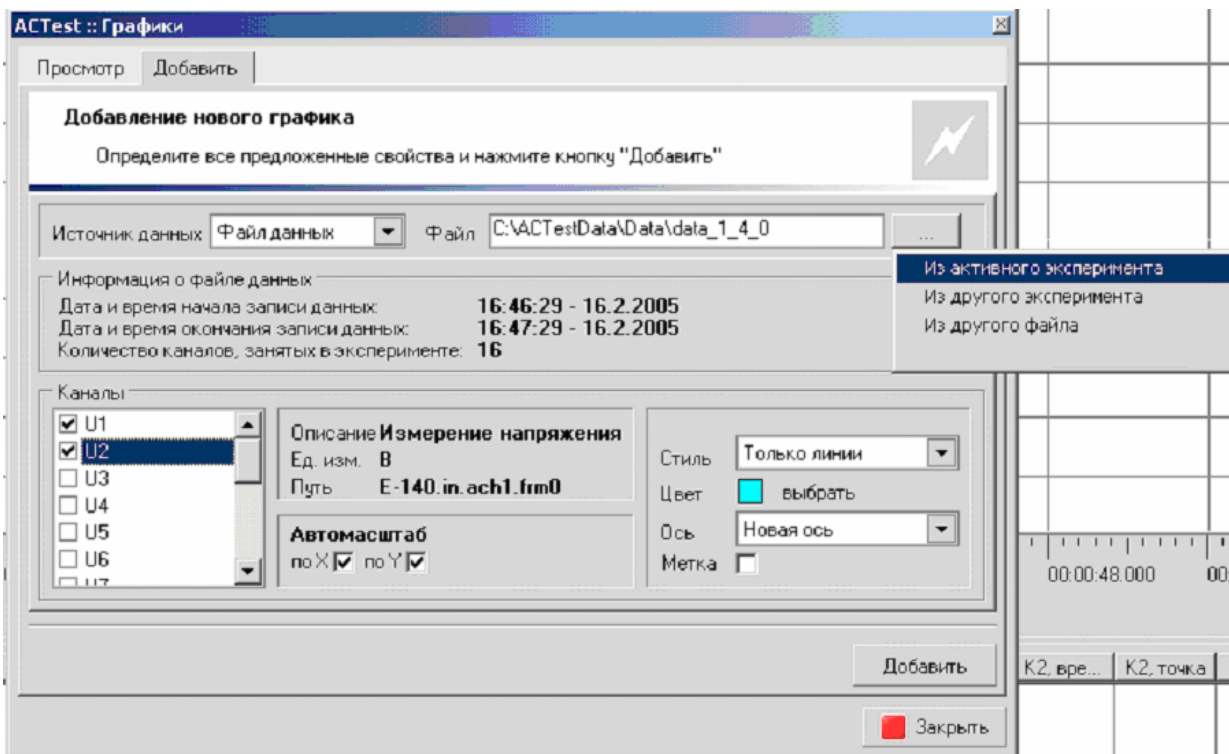 ACTest :: Графики
Просмотр Добавить
Добавление нового графика
Определите все предложенные свойства и нажмите кнопку "Добавить"
Источник данных Файл данных Файл C:\ACTestData\Data\data_1_4_0 ...
Из активного эксперимента
Из другого эксперимента
Из другого файла
Информация о файле данных
Дата и время начала записи данных: 16:46:29 - 16.2.2005
Дата и время окончания записи данных: 16:47:29 - 16.2.2005
Количество каналов, занятых в эксперименте: 16
Каналы
U1
U2
U3
U4
U5
U6
U7
Описание Измерение напряжения
Ед. изм. В
Путь E-140.in.ach1.frm0
Автомасштаб
по X по Y
Стиль Только линии
Цвет выбрать
Ось Новая ось
Метка
00:00:48.000 00:
Добавить
К2, вре... К2, точка
Закрыть